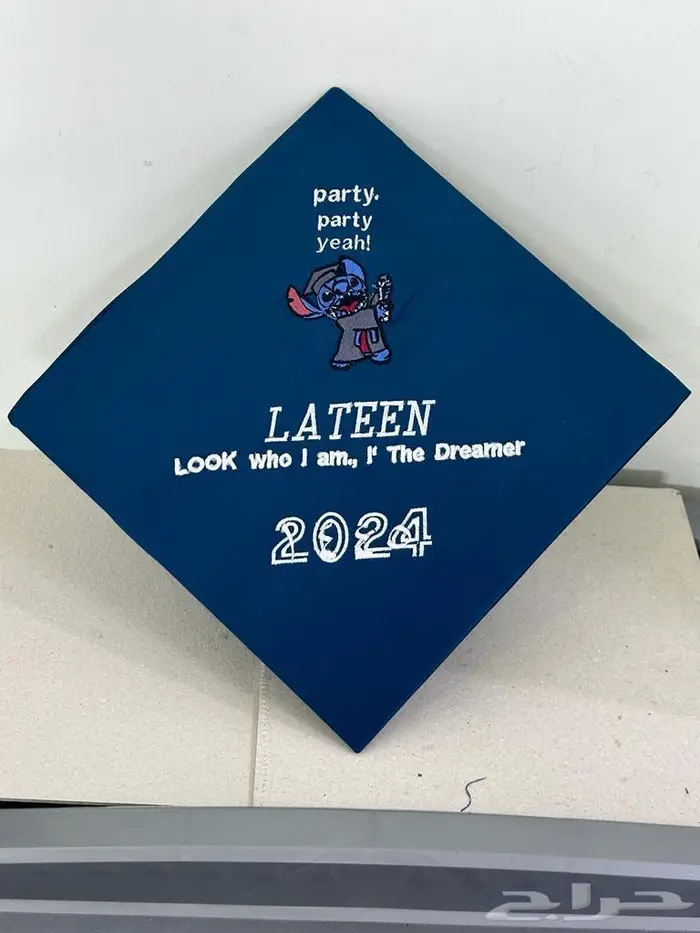 party.
party
yeah!
LATEEN
LOOK who I am., I' The Dreamer
2024
حراج